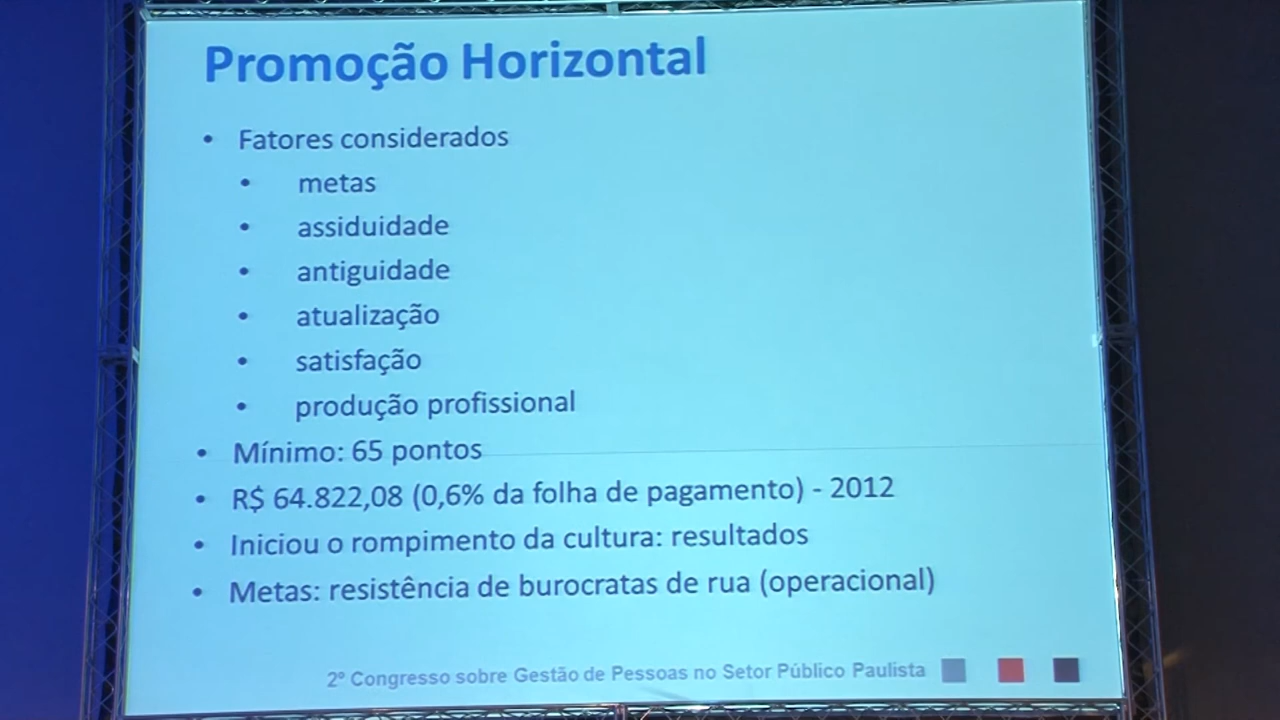 Promoção Horizontal
• Fatores considerados
• metas
• assiduidade
• antiguidade
• atualização
• satisfação
• produção profissional
• Mínimo: 65 pontos
• R$ 64.822,08 (0,6% da folha de pagamento) - 2012
• Iniciou o rompimento da cultura: resultados
• Metas: resistência de burocratas de rua (operacional)
2º Congresso sobre Gestão de Pessoas no Setor Público Paulista